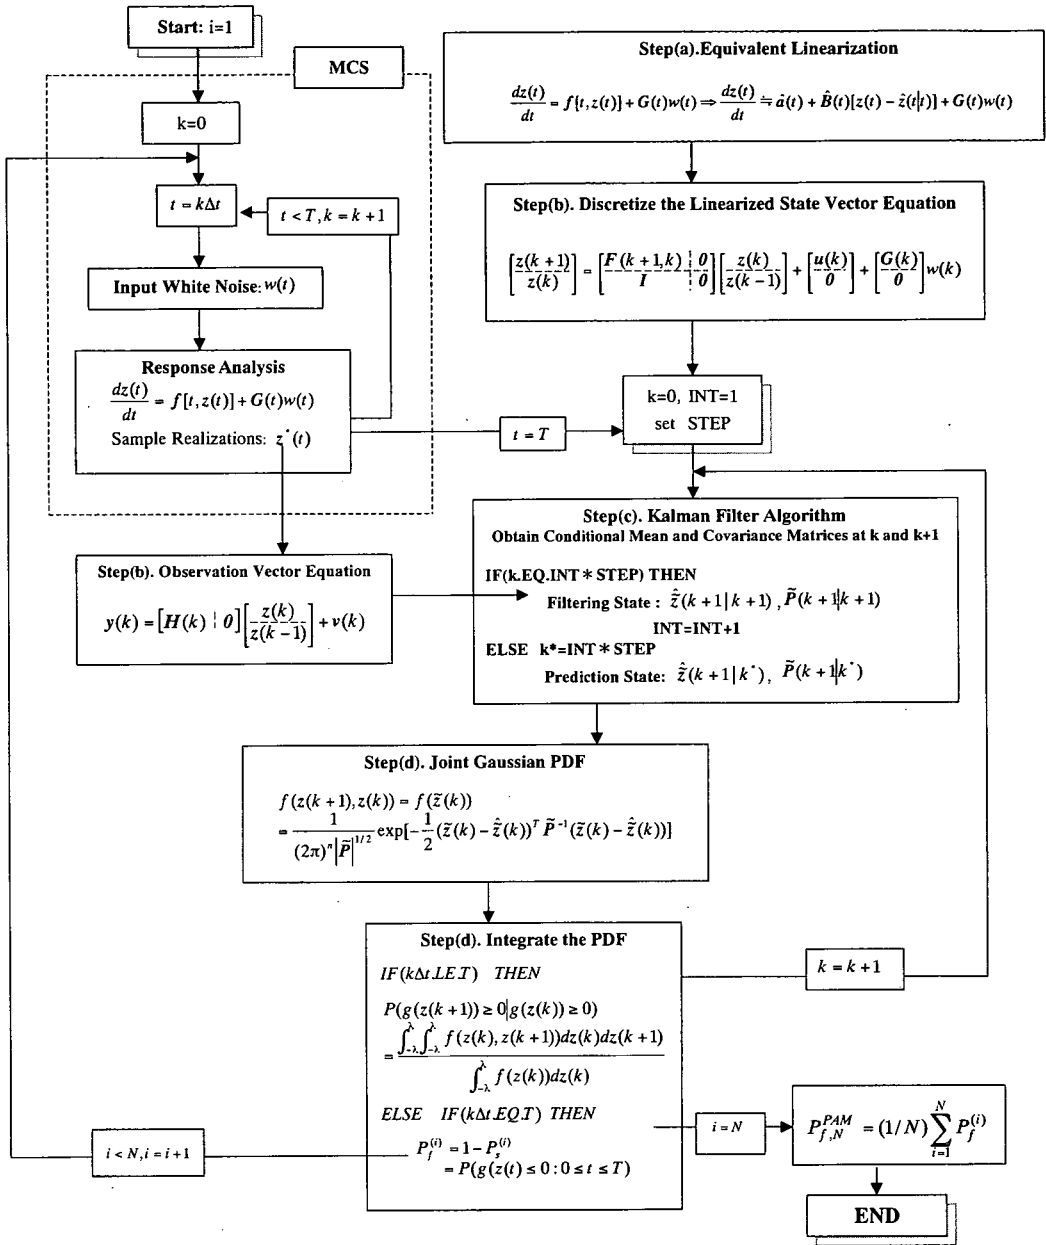 Start: i=1
MCS
k=0
t = kΔt
t < T, k = k + 1
Input White Noise: w(t)
Response Analysis
dz(t)/dt = f[t, z(t)] + G(t)w(t)
Sample Realizations: z*(t)
t = T
Step(a).Equivalent Linearization
dz(t)/dt = f[t, z(t)] + G(t)w(t) ⇒ dz(t)/dt ≒ â(t) + B̂(t)[z(t) − ẑ(t|t)] + G(t)w(t)
Step(b). Discretize the Linearized State Vector Equation
[z(k+1) / z(k)] = [F(k+1,k) ¦ 0 / I ¦ 0][z(k) / z(k−1)] + [u(k) / 0] + [G(k) / 0]w(k)
k=0, INT=1
set STEP
Step(b). Observation Vector Equation
y(k) = [H(k) ¦ 0][z(k) / z(k−1)] + v(k)
Step(c). Kalman Filter Algorithm
Obtain Conditional Mean and Covariance Matrices at k and k+1
IF(k.EQ.INT * STEP) THEN
Filtering State : z̃̂(k+1|k+1) , P̃(k+1|k+1)
INT=INT+1
ELSE k*=INT * STEP
Prediction State: z̃̂(k+1|k*), P̃(k+1|k*)
Step(d). Joint Gaussian PDF
f(z(k+1), z(k)) = f(z̃(k))
= 1/((2π)ⁿ|P̃|^{1/2}) exp[−1/2 (z̃(k) − z̃̂(k))ᵀ P̃⁻¹(z̃(k) − z̃̂(k))]
Step(d). Integrate the PDF
IF(kΔt.LE.T) THEN
P(g(z(k+1)) ≥ 0|g(z(k)) ≥ 0)
= ∫_{−λ}^{λ}∫_{−λ}^{λ} f(z(k), z(k+1))dz(k)dz(k+1) / ∫_{−λ}^{λ} f(z(k))dz(k)
ELSE IF(kΔt.EQ.T) THEN
P_f^{(i)} = 1 − P_s^{(i)}
= P(g(z(t) ≤ 0 : 0 ≤ t ≤ T)
k = k + 1
i < N, i = i + 1
i = N
P_{f,N}^{PAM} = (1/N) ∑_{i=1}^{N} P_f^{(i)}
END